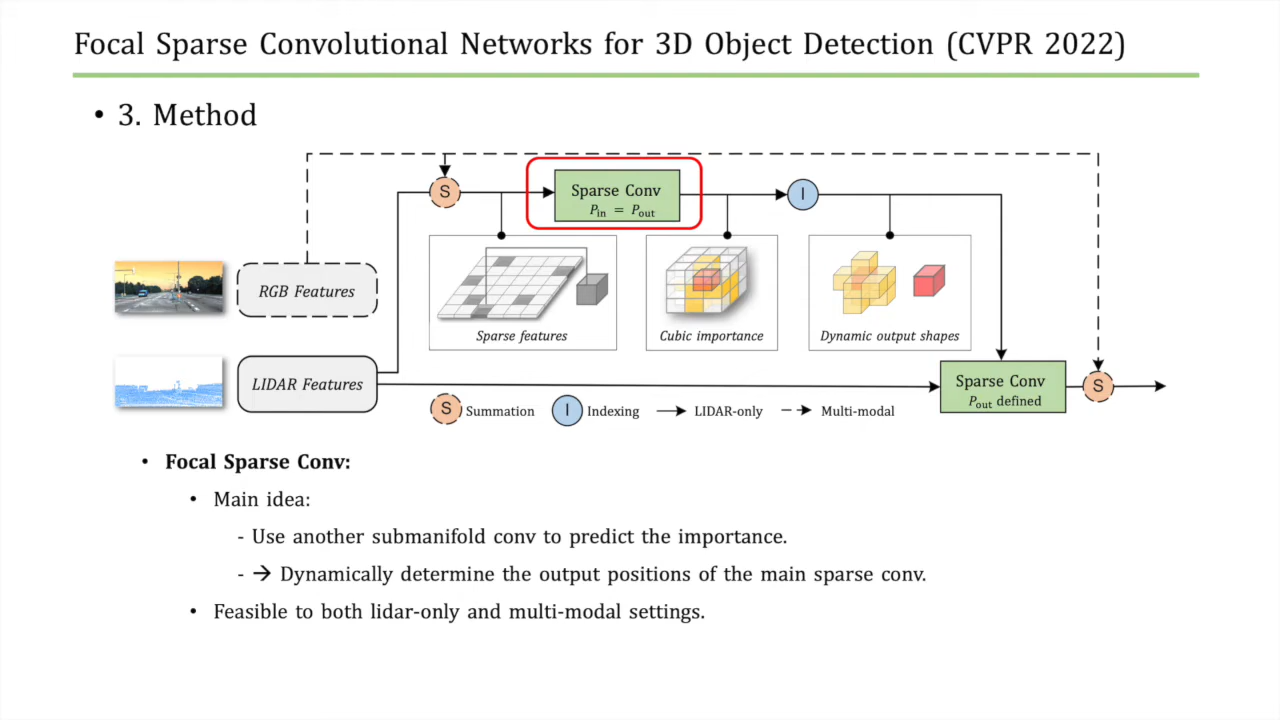 Focal Sparse Convolutional Networks for 3D Object Detection (CVPR 2022)
• 3. Method
S
Sparse Conv
P_in = P_out
I
RGB Features
Sparse features
Cubic importance
Dynamic output shapes
LIDAR Features
Sparse Conv
P_out defined
S
S Summation
I Indexing
LIDAR-only
Multi-modal
• Focal Sparse Conv:
• Main idea:
- Use another submanifold conv to predict the importance.
- → Dynamically determine the output positions of the main sparse conv.
• Feasible to both lidar-only and multi-modal settings.